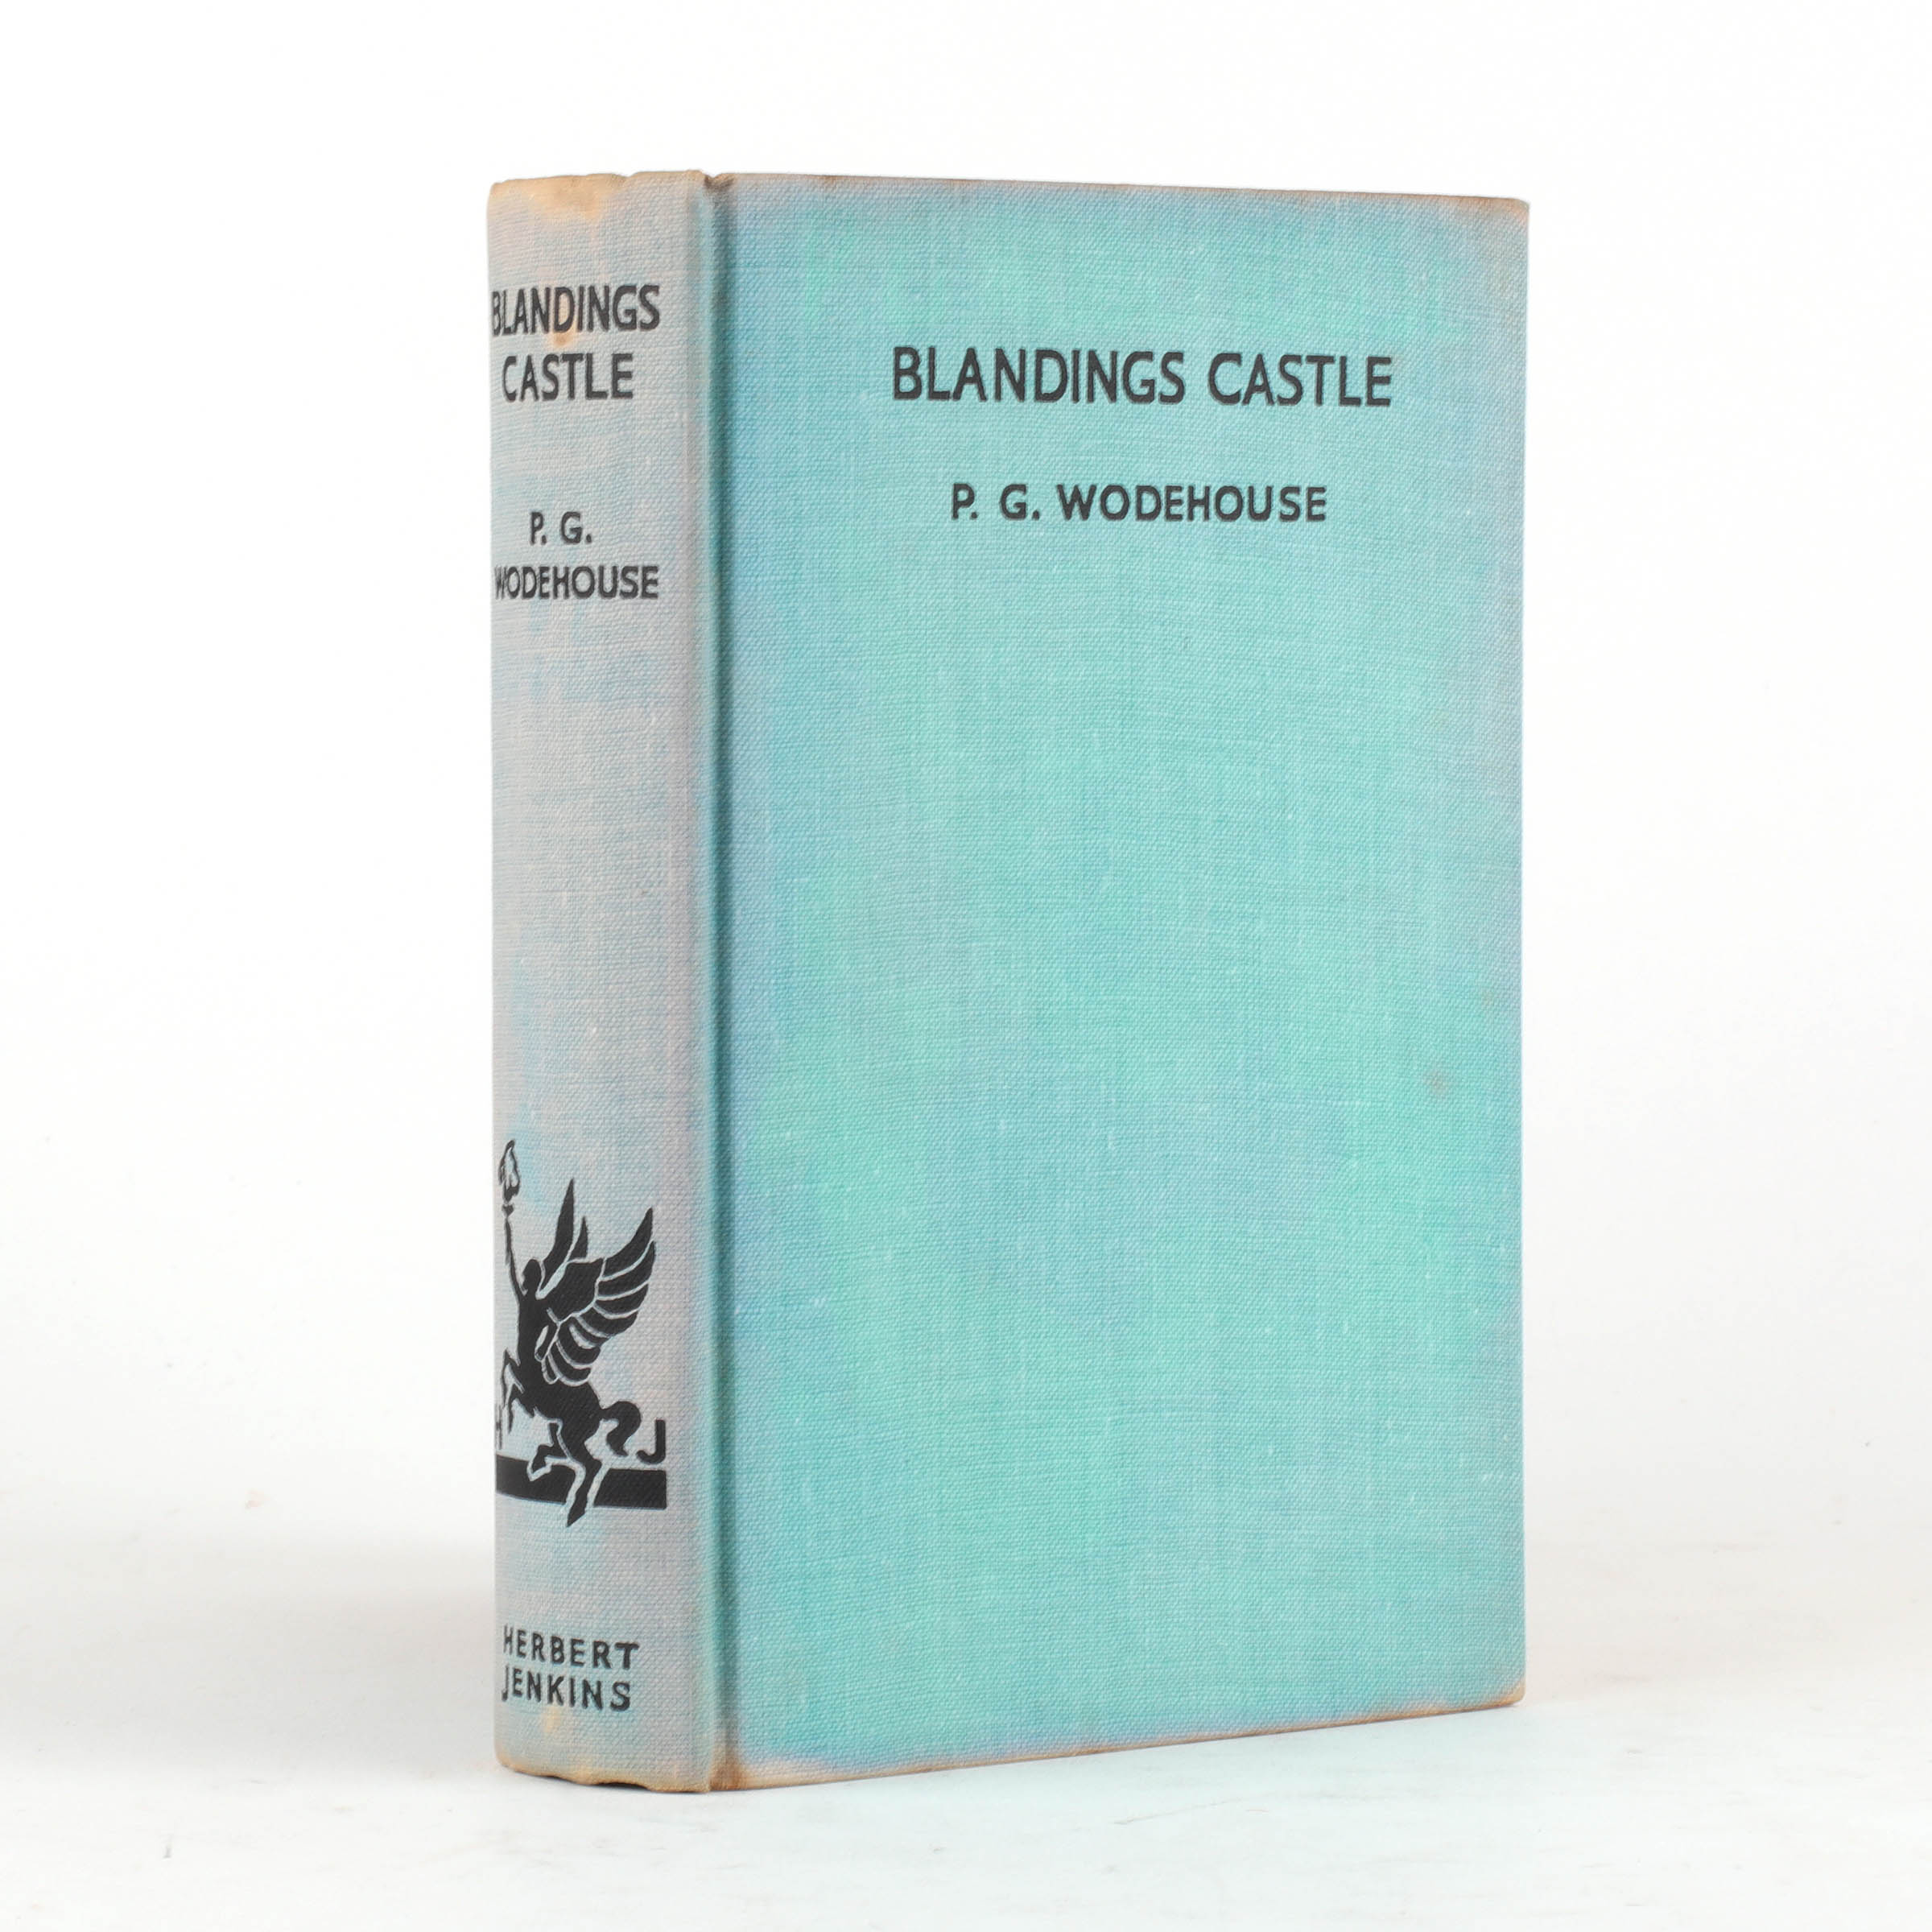 BLANDINGS
CASTLE
P. G.
WODEHOUSE
H J
HERBERT
JENKINS
BLANDINGS CASTLE
P. G. WODEHOUSE